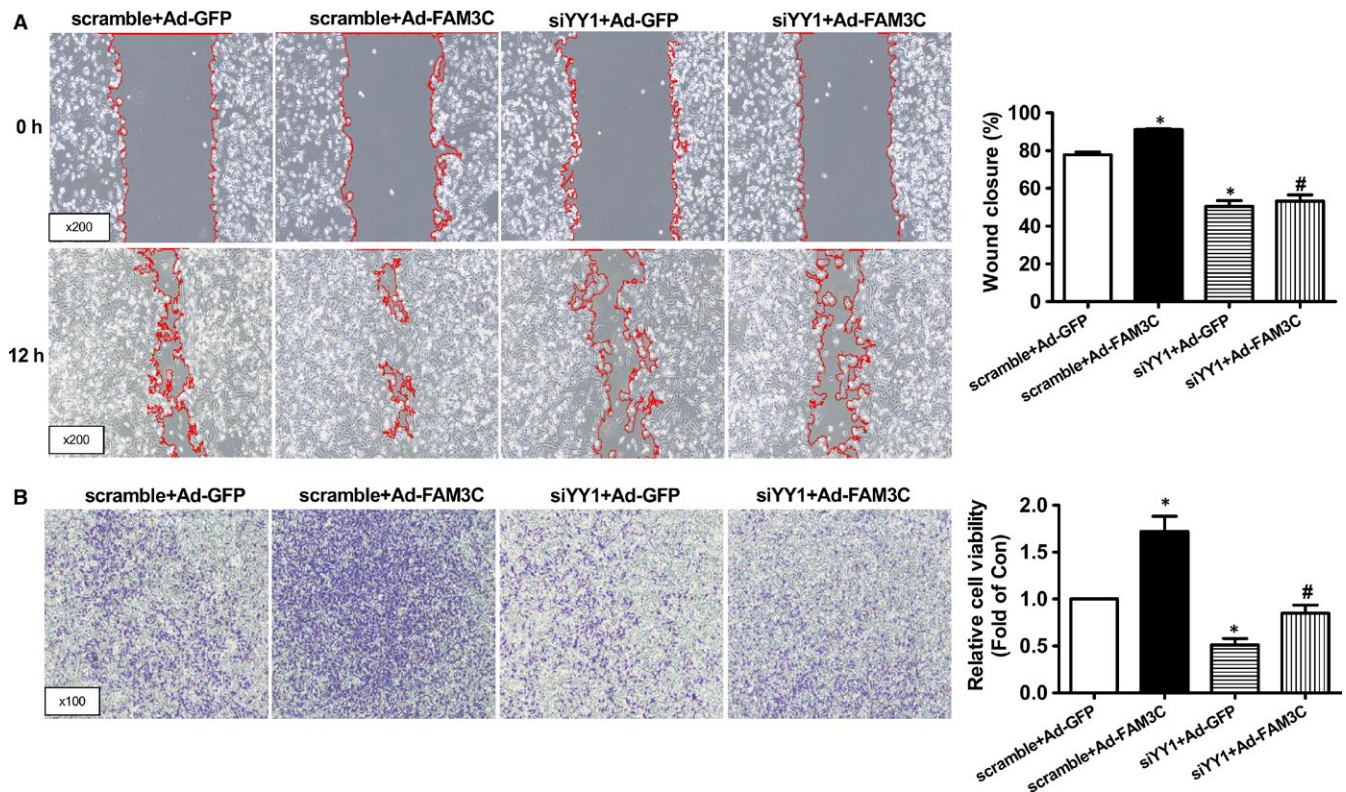 A
scramble+Ad-GFP scramble+Ad-FAM3C siYY1+Ad-GFP siYY1+Ad-FAM3C
0 h
x200
12 h
x200
Wound closure (%)
100
80
60
40
20
0
*
*
#
scramble+Ad-GFP
scramble+Ad-FAM3C
siYY1+Ad-GFP
siYY1+Ad-FAM3C
B
scramble+Ad-GFP scramble+Ad-FAM3C siYY1+Ad-GFP siYY1+Ad-FAM3C
x100
Relative cell viability
(Fold of Con)
2.0
1.5
1.0
0.5
0.0
*
*
#
scramble+Ad-GFP
scramble+Ad-FAM3C
siYY1+Ad-GFP
siYY1+Ad-FAM3C